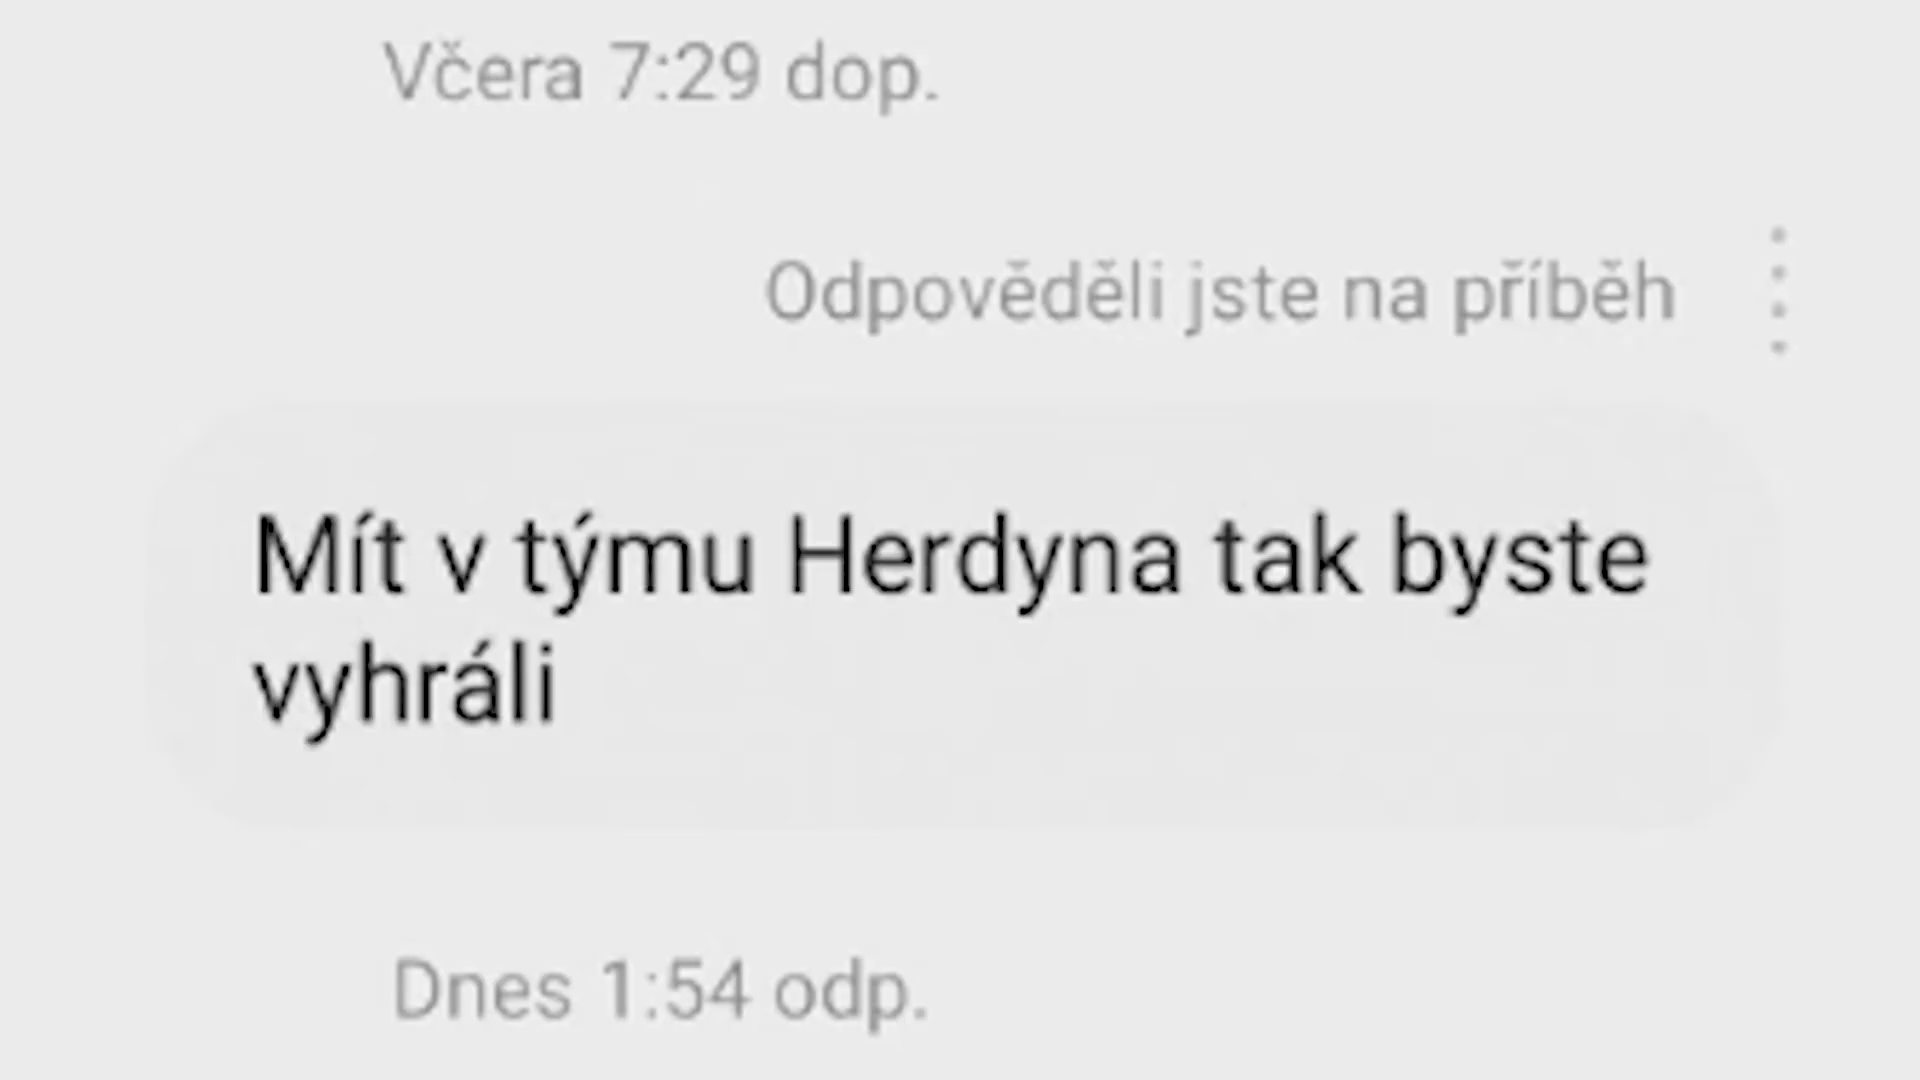 Včera 7:29 dop.
Odpověděli jste na příběh
Mít v týmu Herdyna tak byste
vyhráli
Dnes 1:54 odp.